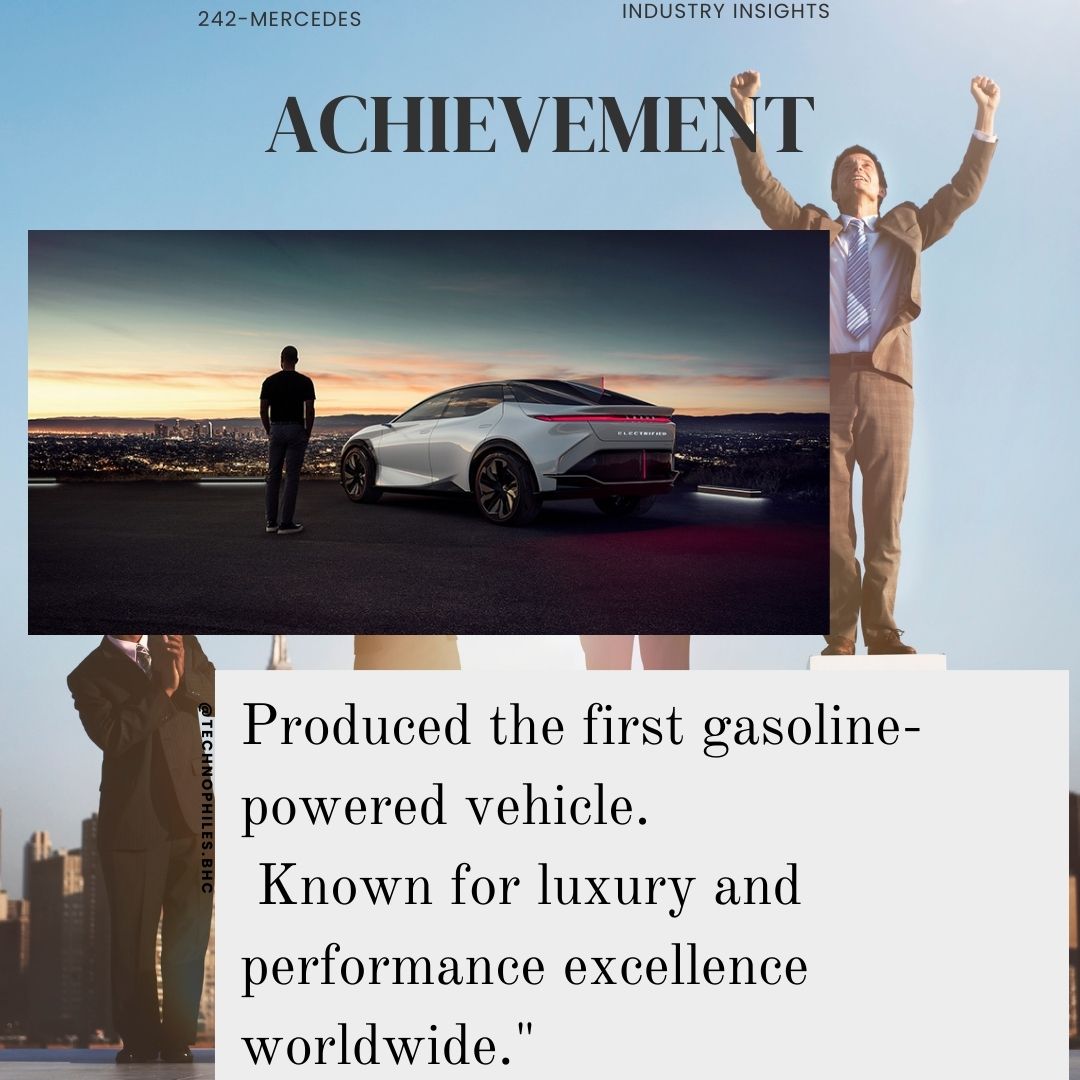 242-MERCEDES
INDUSTRY INSIGHTS
ACHIEVEMENT
ELECTRIFIED
@TECHNOPHILES.BHC
Produced the first gasoline-
powered vehicle.
Known for luxury and
performance excellence
worldwide."